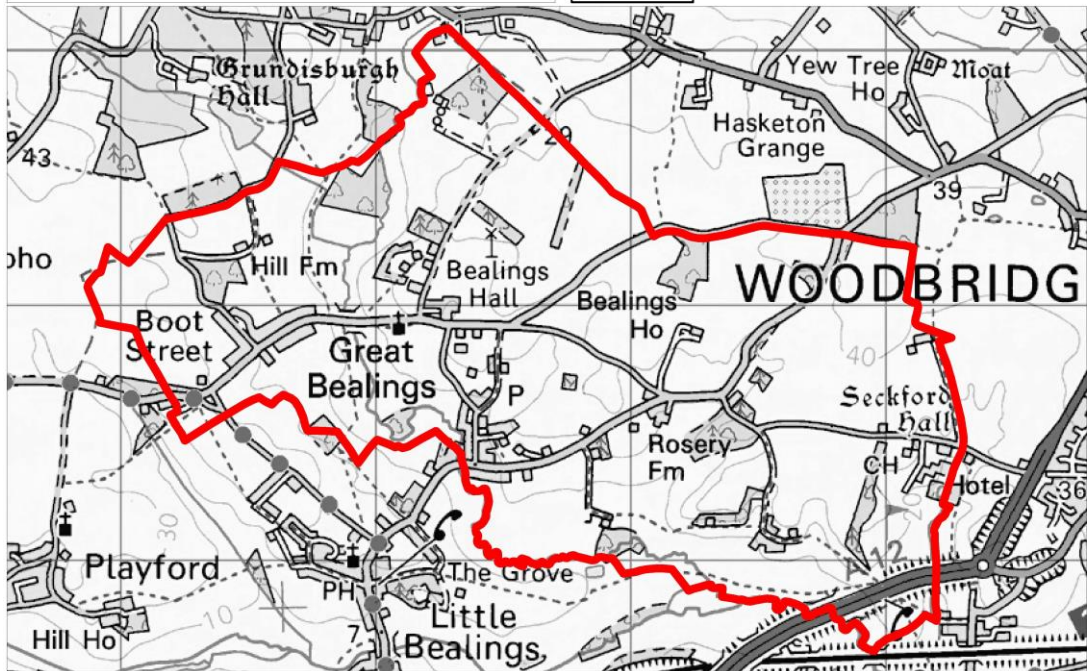 Grundisburgh
Hall
Yew Tree
Ho
Moat
Hasketon
Grange
43
29
39
oho
Hill Fm
Bealings
Hall
WOODBRIDG
Bealings
Ho
Boot
Street
Great
Bealings
40
P
Seckford
Hall
Rosery
Fm
CH
Hotel
36
30
12
Playford
The Grove
PH
Little
Bealings
10
7
Hill Ho